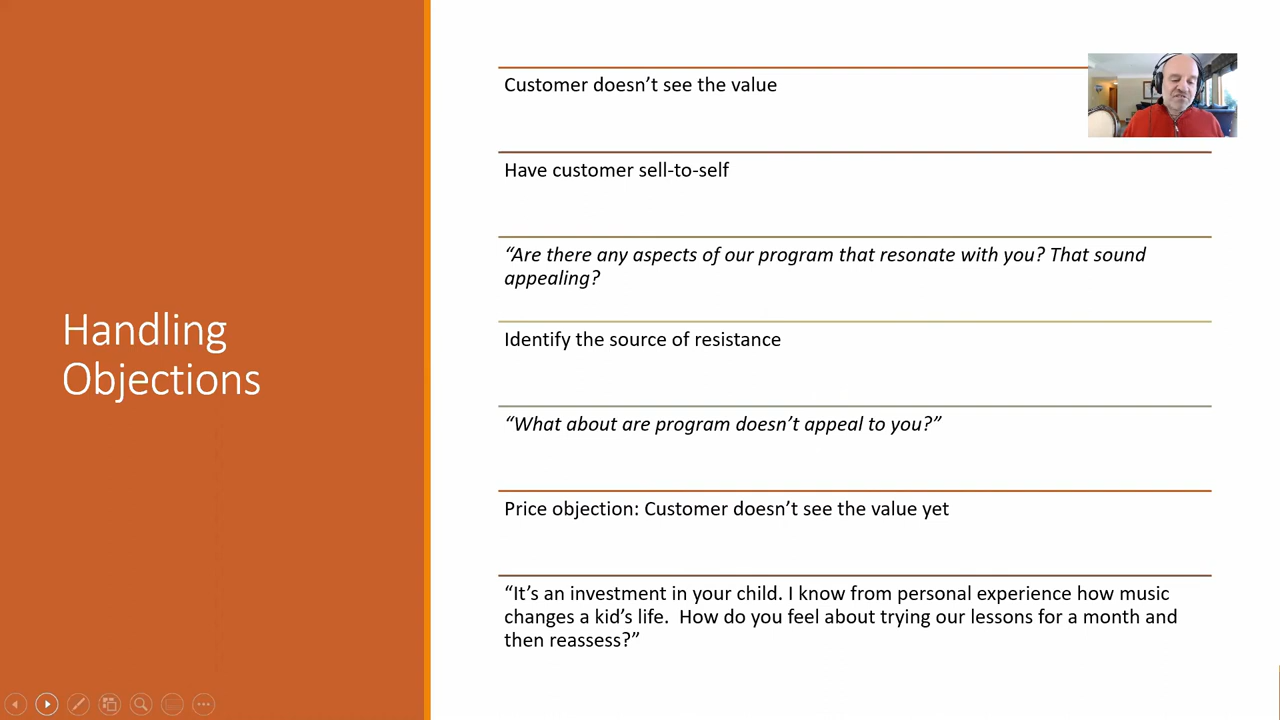 Handling
Objections
Customer doesn’t see the value
Have customer sell-to-self
“Are there any aspects of our program that resonate with you? That sound
appealing?
Identify the source of resistance
“What about are program doesn’t appeal to you?”
Price objection: Customer doesn’t see the value yet
“It’s an investment in your child. I know from personal experience how music
changes a kid’s life.  How do you feel about trying our lessons for a month and
then reassess?”